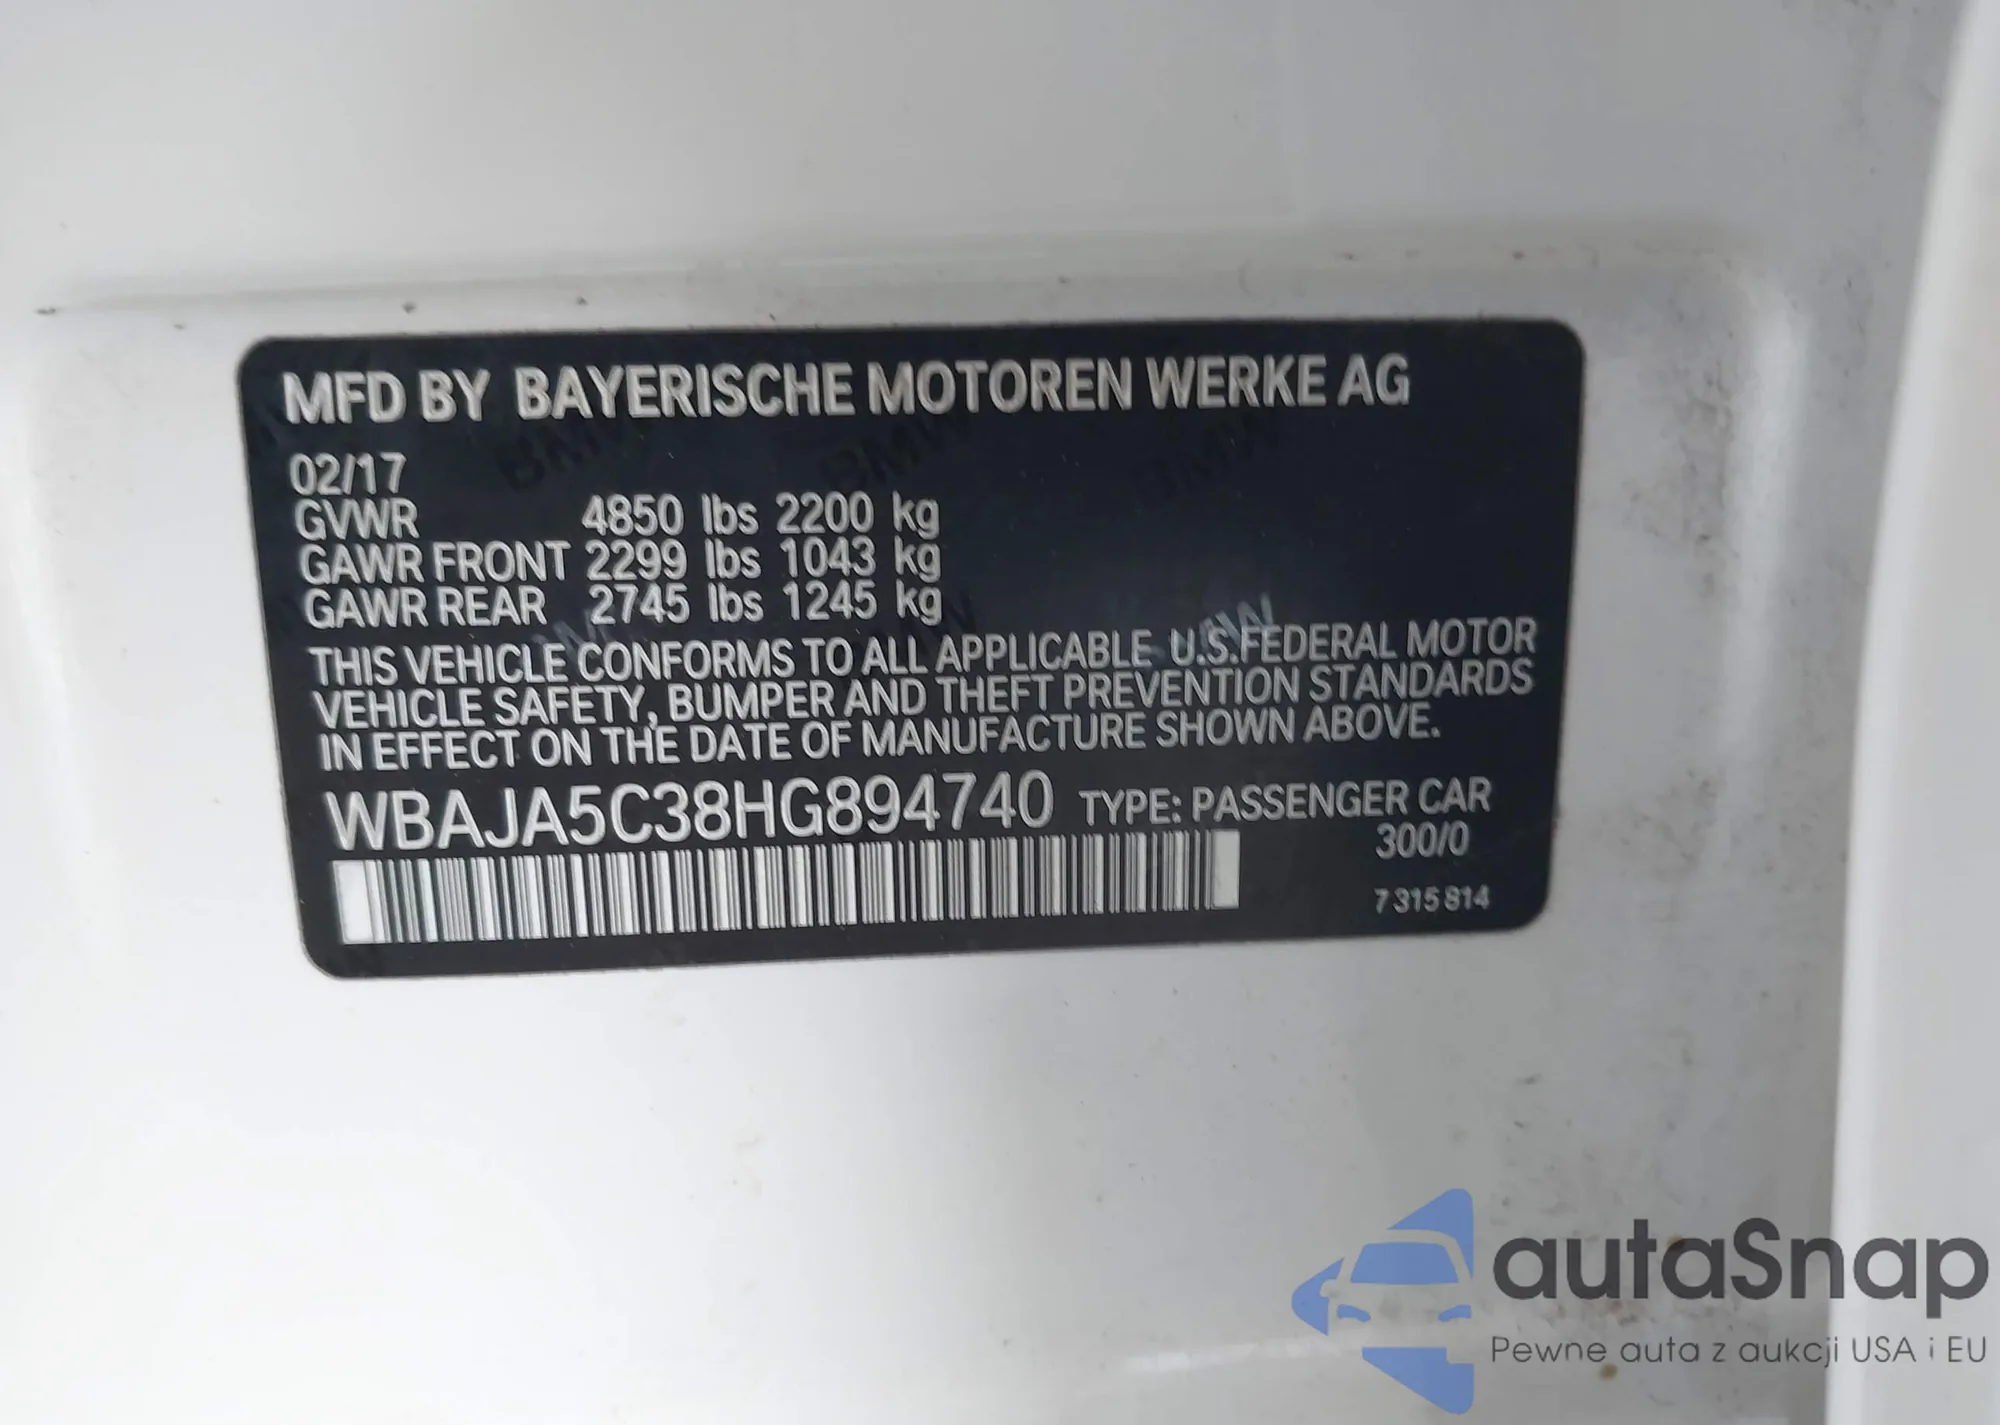 MFD BY BAYERISCHE MOTOREN WERKE AG
02/17
GVWR 4850 lbs 2200 kg
GAWR FRONT 2299 lbs 1043 kg
GAWR REAR 2745 lbs 1245 kg
THIS VEHICLE CONFORMS TO ALL APPLICABLE U.S.FEDERAL MOTOR
VEHICLE SAFETY, BUMPER AND THEFT PREVENTION STANDARDS
IN EFFECT ON THE DATE OF MANUFACTURE SHOWN ABOVE.
WBAJA5C38HG894740 TYPE: PASSENGER CAR
300/0
7 315 814
autaSnap
Pewne auta z aukcji USA i EU